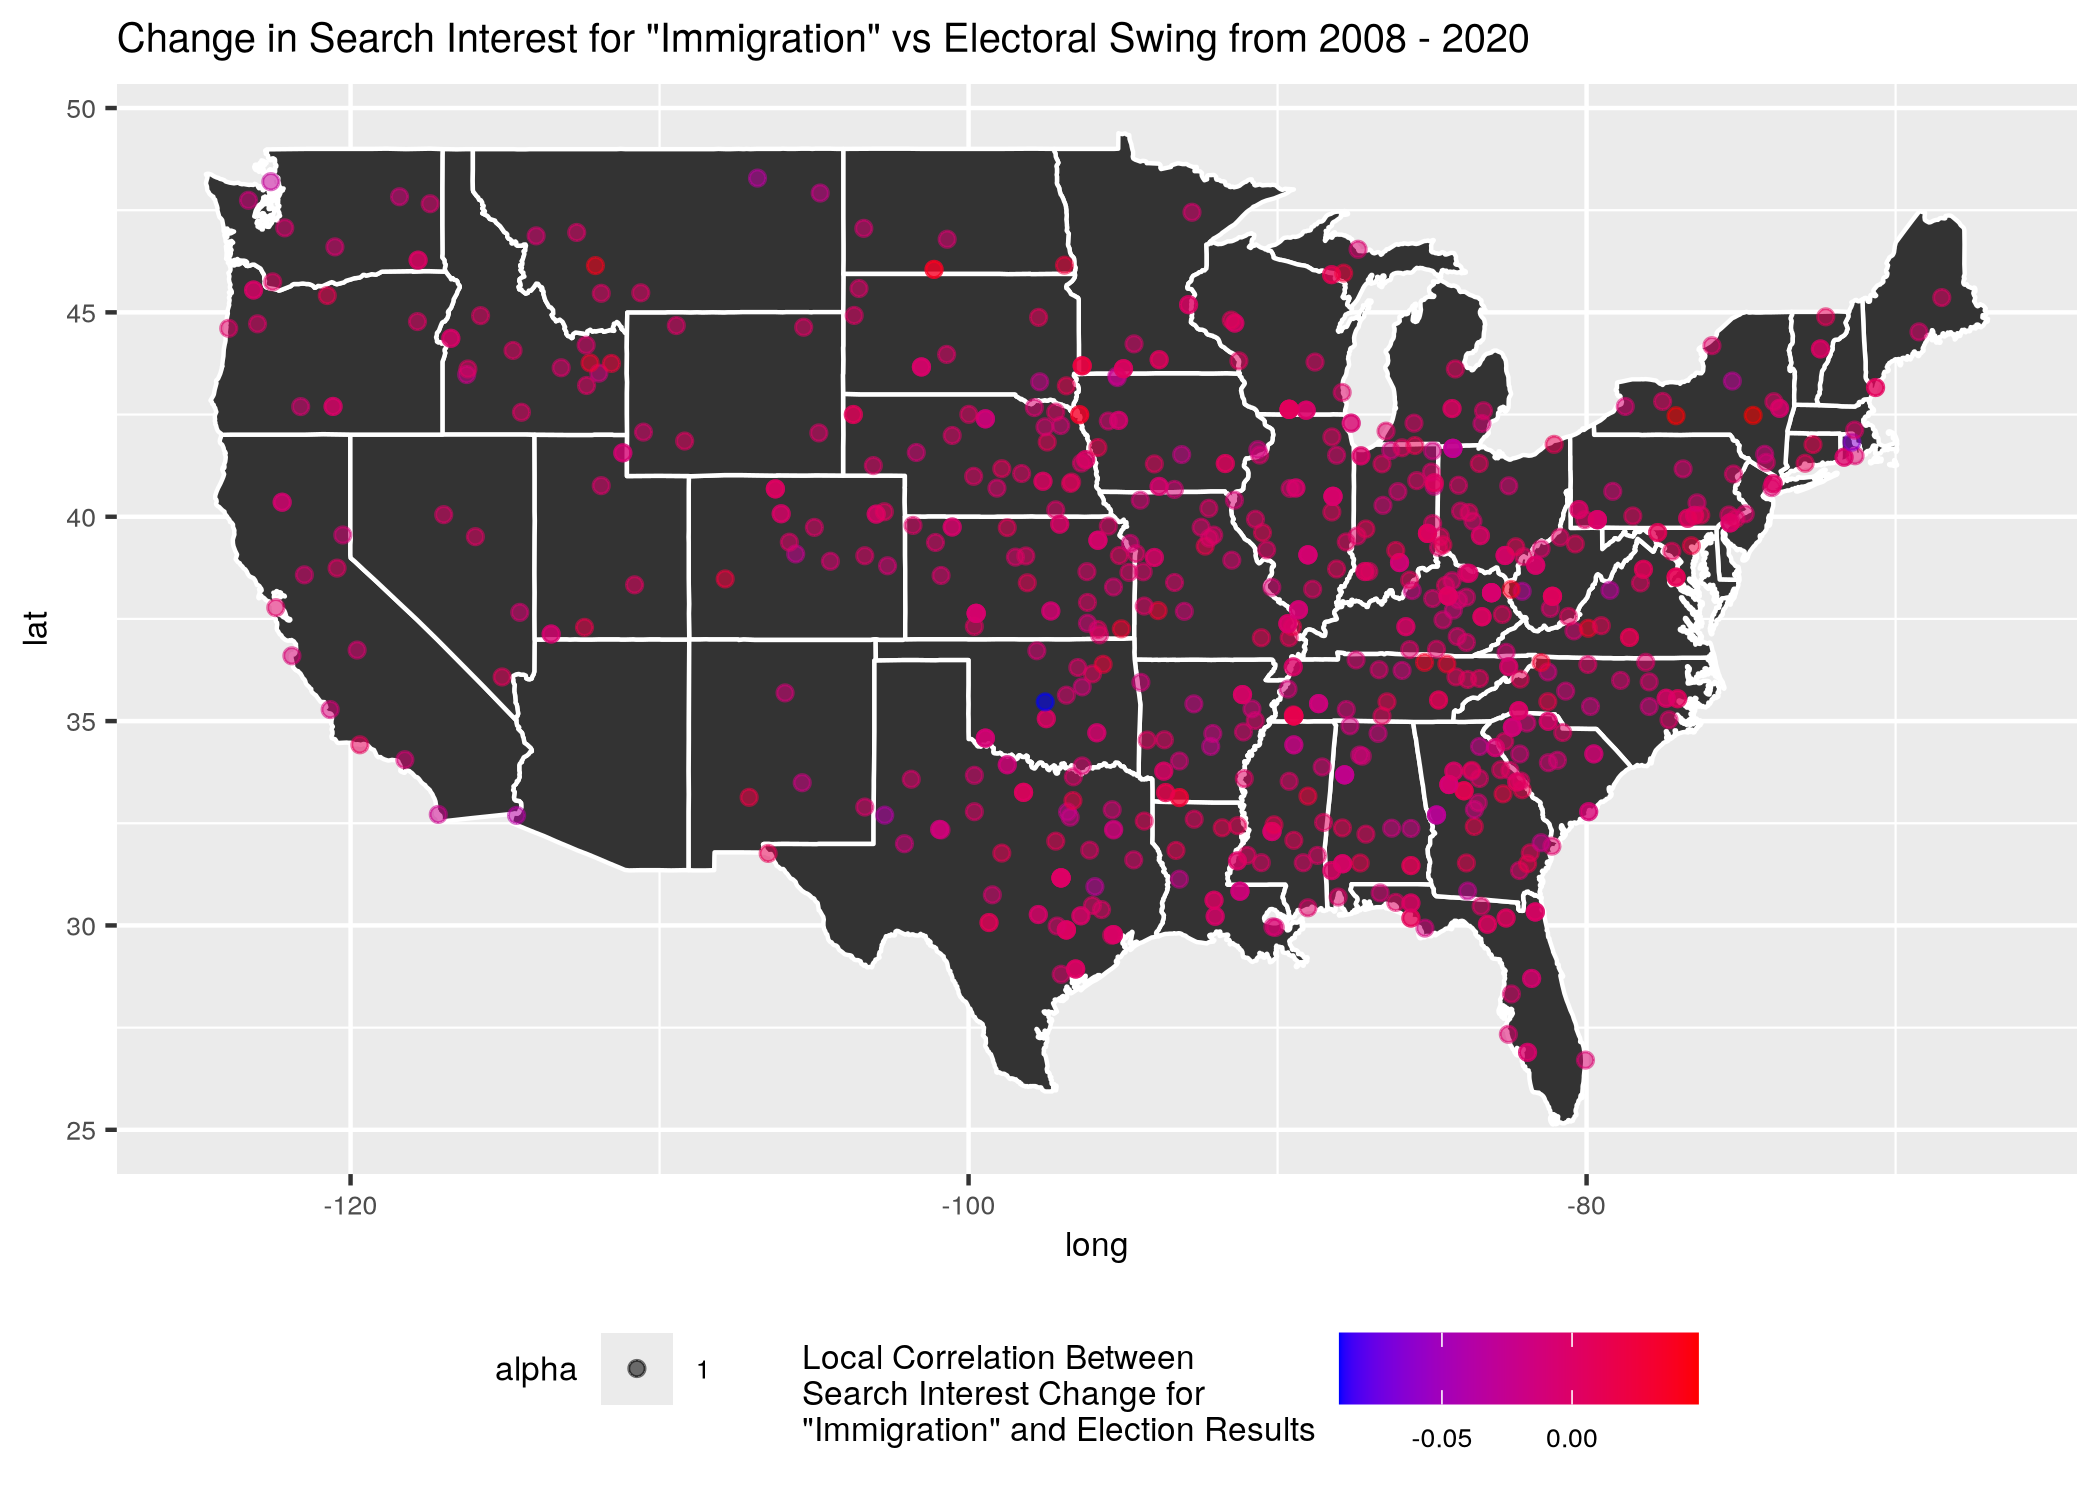 Change in Search Interest for "Immigration" vs Electoral Swing from 2008 - 2020
50
45
40
35
30
25
lat
-120
-100
-80
long
alpha
1
Local Correlation Between
Search Interest Change for
"Immigration" and Election Results
-0.05
0.00